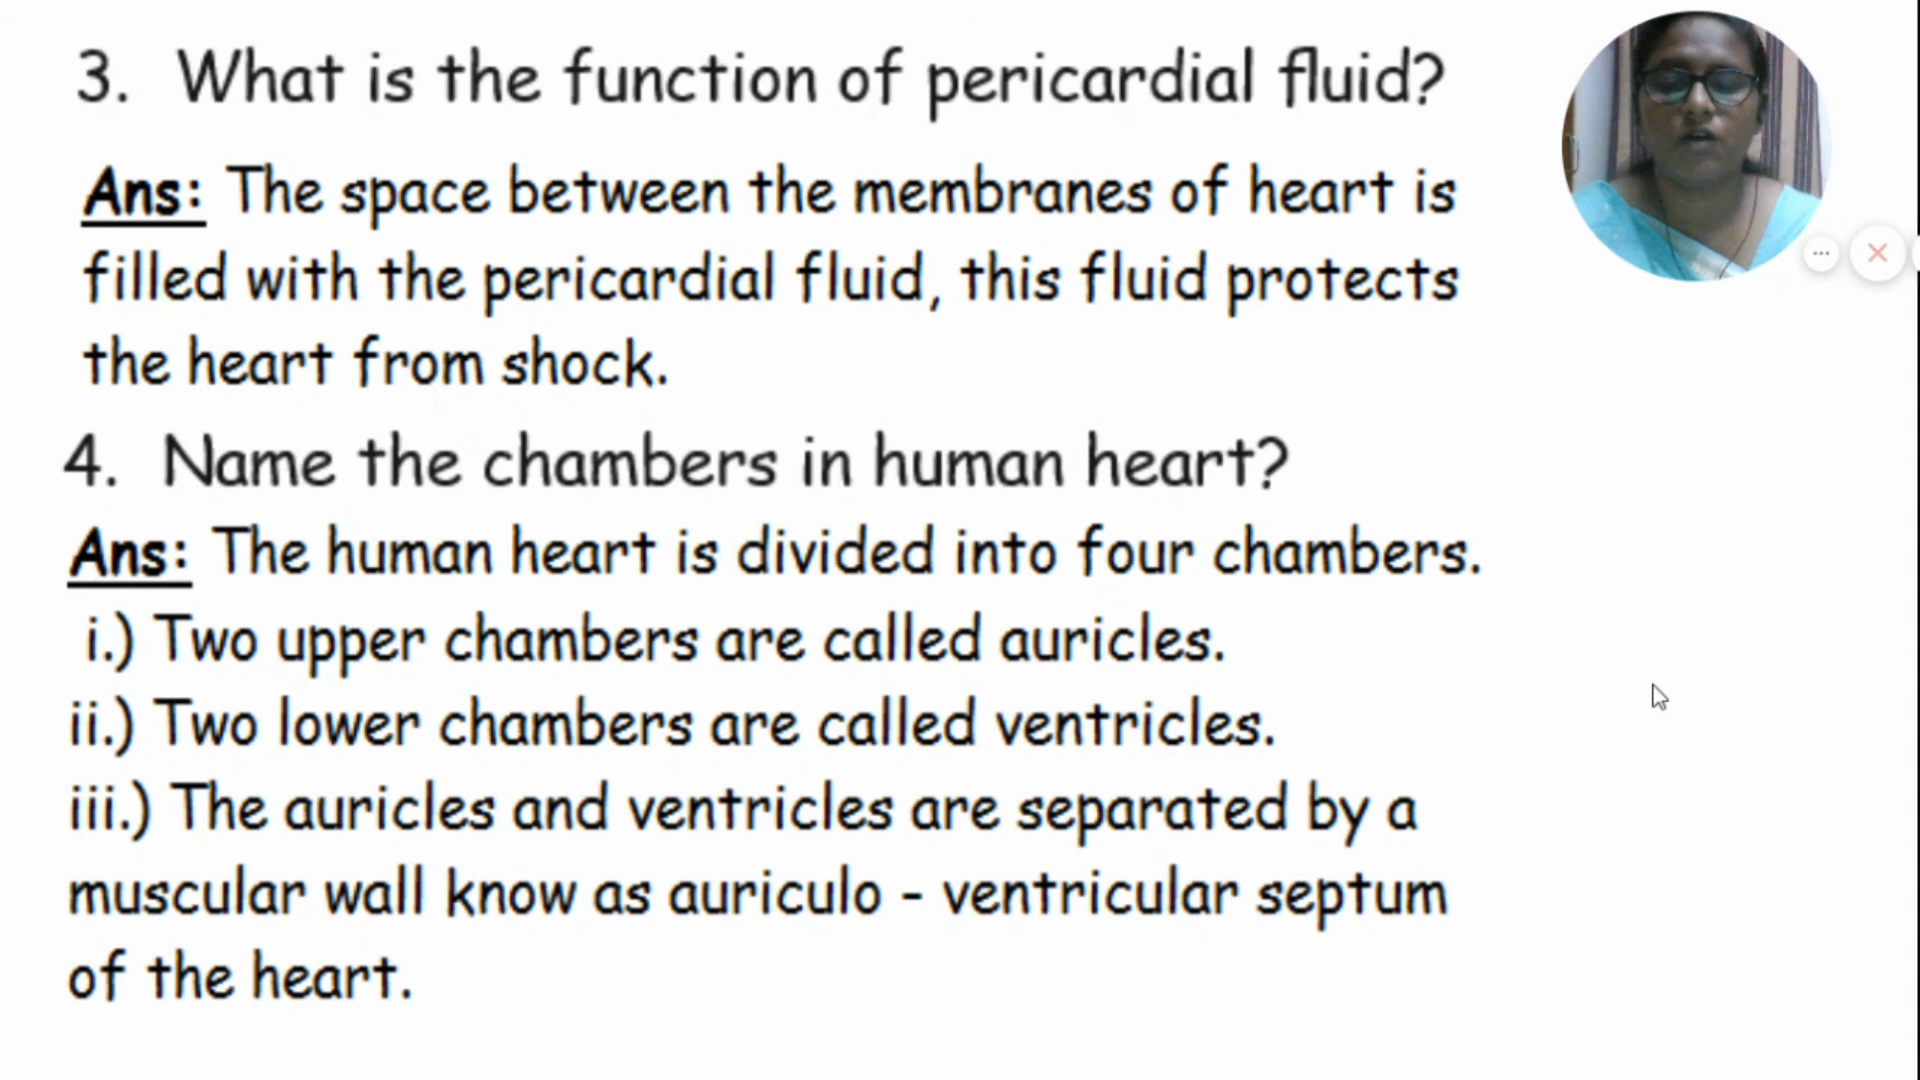 3. What is the function of pericardial fluid?
Ans: The space between the membranes of heart is
filled with the pericardial fluid, this fluid protects
the heart from shock.
4. Name the chambers in human heart?
Ans: The human heart is divided into four chambers.
i.) Two upper chambers are called auricles.
ii.) Two lower chambers are called ventricles.
iii.) The auricles and ventricles are separated by a
muscular wall know as auriculo - ventricular septum
of the heart.